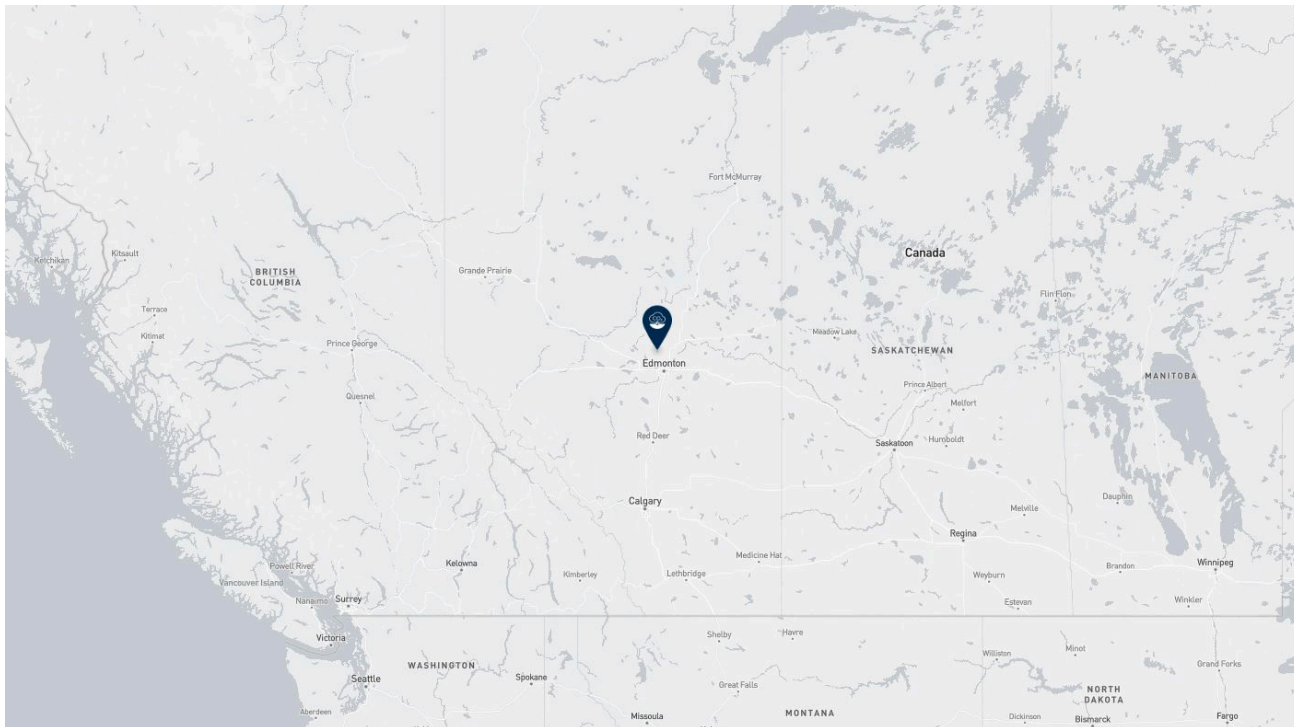 Fort McMurray
Canada
Ketchikan
Kitsault
BRITISH
COLUMBIA
Grande Prairie
Flin Flon
Terrace
Kitimat
Prince George
Meadow Lake
SASKATCHEWAN
Edmonton
MANITOBA
Prince Albert
Quesnel
Melfort
Red Deer
Saskatoon
Humboldt
Calgary
Dauphin
Melville
Regina
Medicine Hat
Kelowna
Powell River
Vancouver Island
Kimberley
Lethbridge
Weyburn
Brandon
Winnipeg
Nanaimo
Surrey
Estevan
Winkler
Victoria
Shelby
Havre
WASHINGTON
Williston
Minot
Grand Forks
Seattle
Spokane
Great Falls
NORTH
DAKOTA
Aberdeen
Missoula
MONTANA
Dickinson
Bismarck
Fargo